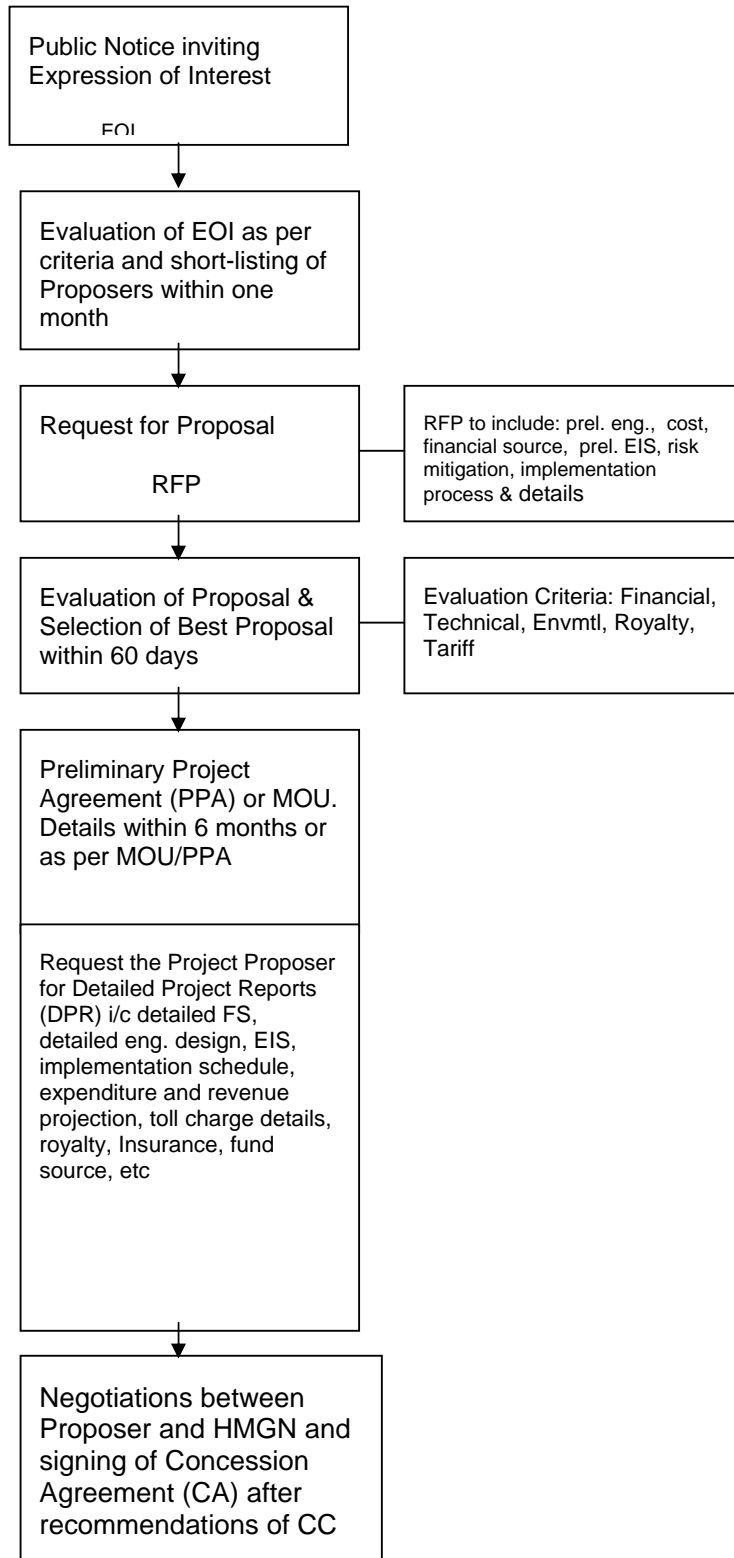 Public Notice inviting
Expression of Interest
EOI
Evaluation of EOI as per
criteria and short-listing of
Proposers within one
month
Request for Proposal
RFP
RFP to include: prel. eng., cost,
financial source, prel. EIS, risk
mitigation, implementation
process & details
Evaluation of Proposal &
Selection of Best Proposal
within 60 days
Evaluation Criteria: Financial,
Technical, Envmtl, Royalty,
Tariff
Preliminary Project
Agreement (PPA) or MOU.
Details within 6 months or
as per MOU/PPA
Request the Project Proposer
for Detailed Project Reports
(DPR) i/c detailed FS,
detailed eng. design, EIS,
implementation schedule,
expenditure and revenue
projection, toll charge details,
royalty, Insurance, fund
source, etc
Negotiations between
Proposer and HMGN and
signing of Concession
Agreement (CA) after
recommendations of CC